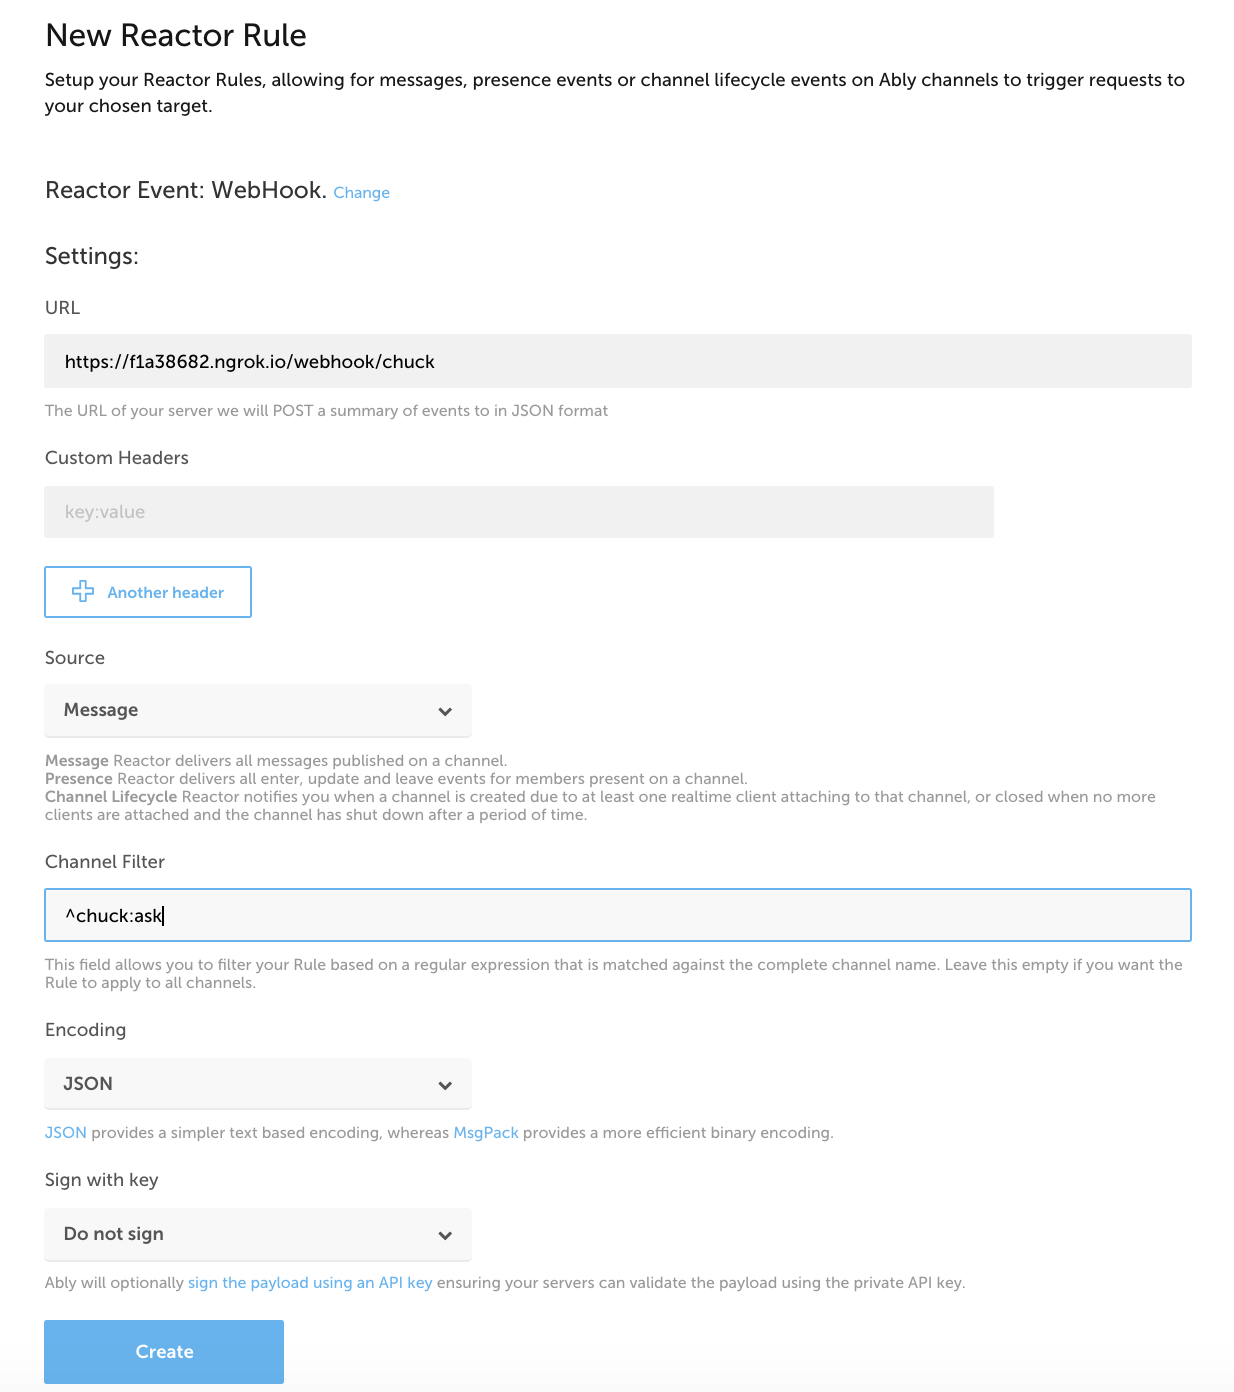 New Reactor Rule
Setup your Reactor Rules, allowing for messages, presence events or channel lifecycle events on Ably channels to trigger requests to
your chosen target.
Reactor Event: WebHook. Change
Settings:
URL
https://f1a38682.ngrok.io/webhook/chuck
The URL of your server we will POST a summary of events to in JSON format
Custom Headers
key:value
Another header
Source
Message
Message Reactor delivers all messages published on a channel.
Presence Reactor delivers all enter, update and leave events for members present on a channel.
Channel Lifecycle Reactor notifies you when a channel is created due to at least one realtime client attaching to that channel, or closed when no more
clients are attached and the channel has shut down after a period of time.
Channel Filter
^chuck:ask
This field allows you to filter your Rule based on a regular expression that is matched against the complete channel name. Leave this empty if you want the
Rule to apply to all channels.
Encoding
JSON
JSON provides a simpler text based encoding, whereas MsgPack provides a more efficient binary encoding.
Sign with key
Do not sign
Ably will optionally sign the payload using an API key ensuring your servers can validate the payload using the private API key.
Create